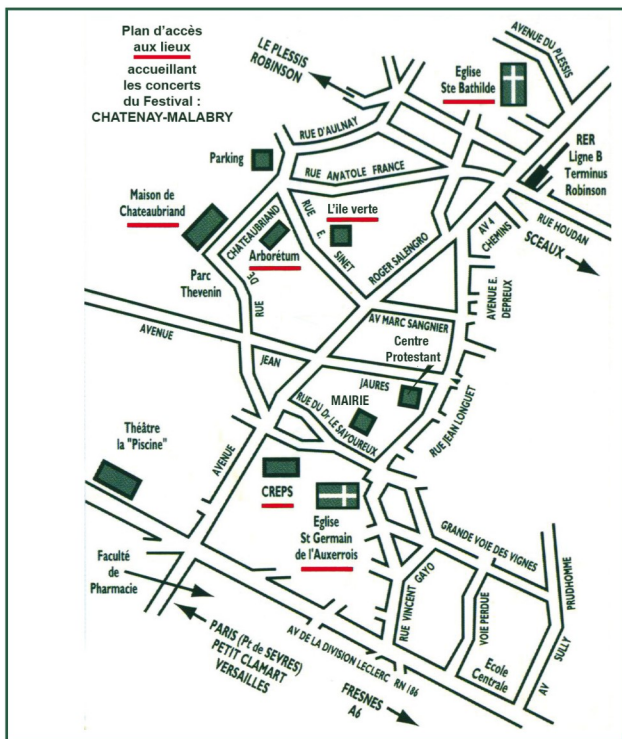 Plan d'accès
aux lieux
accueillant
les concerts
du Festival :
CHATENAY-MALABRY
LE PLESSIS
ROBINSON
AVENUE DU PLESSIS
Eglise
Ste Bathilde
RUE D'AULNAY
Parking
RUE ANATOLE FRANCE
RER
Ligne B
Terminus
Robinson
Maison de
Chateaubriand
L'ile verte
RUE E. SINET
CHATEAUBRIAND
Arborétum
ROGER SALENGRO
AV 4
CHEMINS
RUE HOUDAN
SCEAUX
Parc
Thevenin
DE
RUE
AVENUE
AV MARC SANGNIER
AVENUE E.
DEPREUX
Centre
Protestant
JEAN
JAURES
MAIRIE
RUE DU Dr LE SAVOUREUX
RUE JEAN LONGUET
Théâtre
la "Piscine"
AVENUE
CREPS
Eglise
St Germain
de l'Auxerrois
GRANDE VOIE DES VIGNES
Faculté
de
Pharmacie
RUE VINCENT GAYO
VOIE PERDUE
PRUDHOMME
SULLY
AV
Ecole
Centrale
PARIS (Pt de SEVRES)
PETIT CLAMART
VERSAILLES
AV DE LA DIVISION LECLERC RN 186
FRESNES
A6